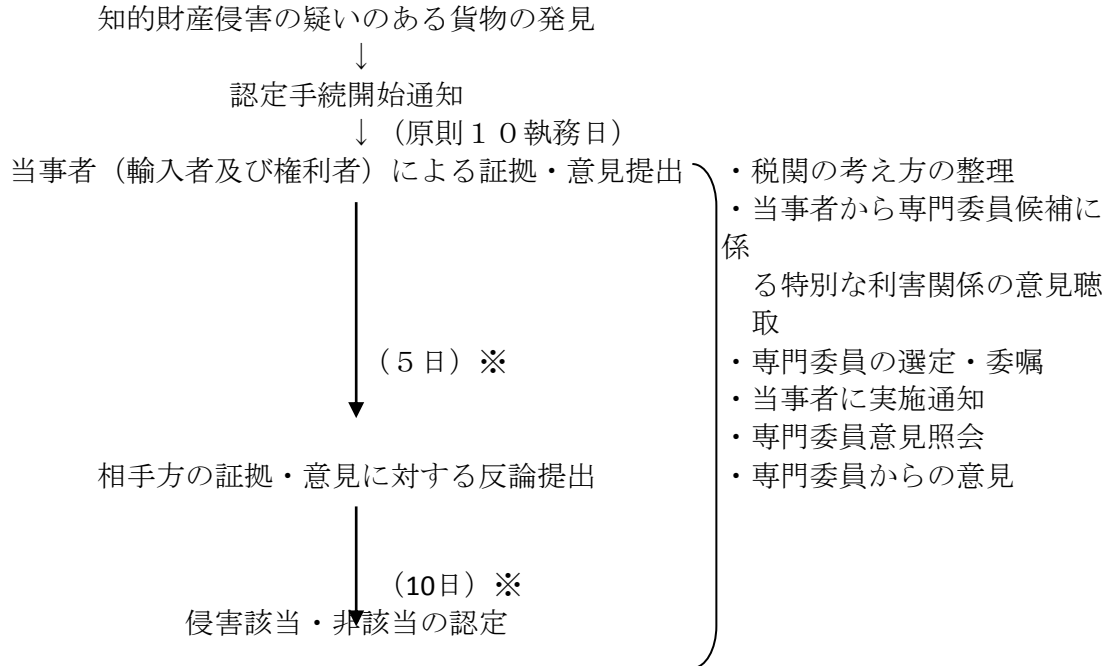 知的財産侵害の疑いのある貨物の発見
↓
認定手続開始通知
↓（原則１０執務日）
当事者（輸入者及び権利者）による証拠・意見提出
（５日）※
相手方の証拠・意見に対する反論提出
（10日）※
侵害該当・非該当の認定
・税関の考え方の整理
・当事者から専門委員候補に
係
る特別な利害関係の意見聴
取
・専門委員の選定・委嘱
・当事者に実施通知
・専門委員意見照会
・専門委員からの意見